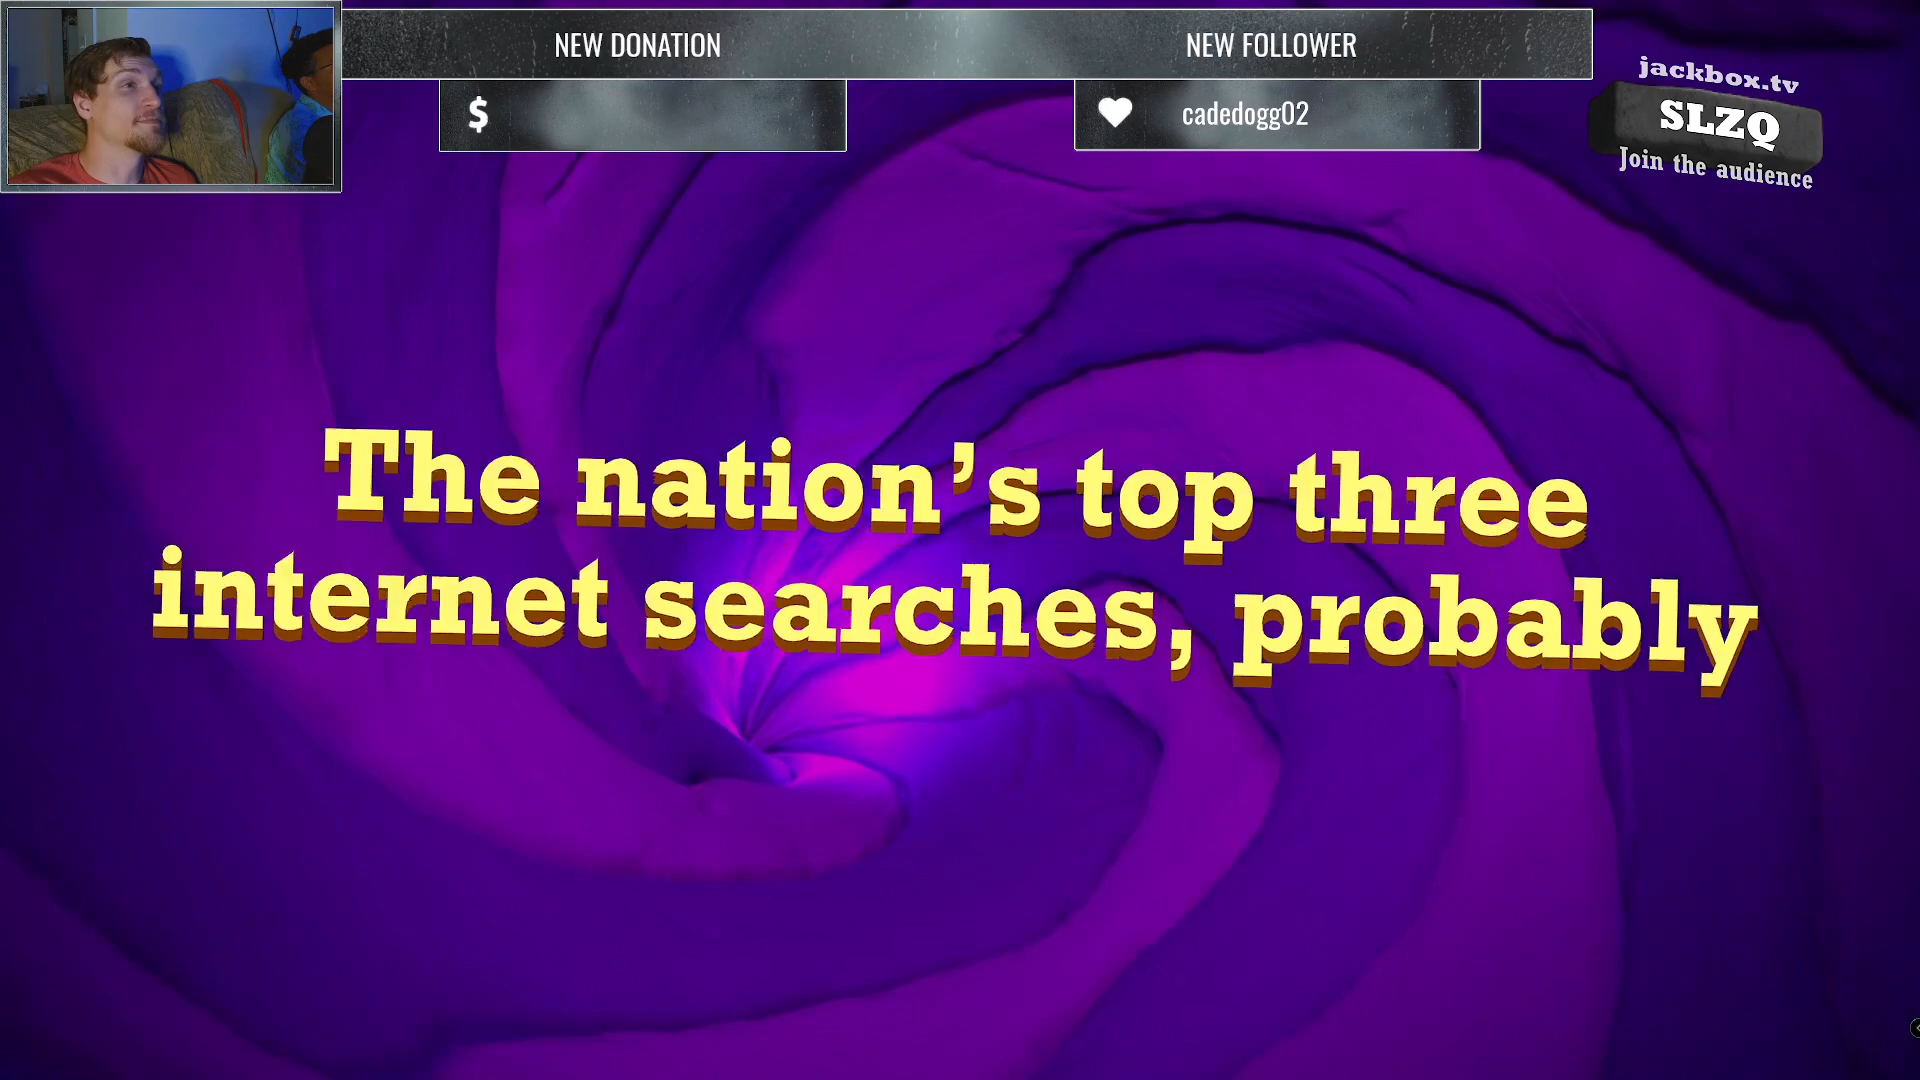 NEW DONATION
NEW FOLLOWER
$
cadedogg02
jackbox.tv
SLZQ
Join the audience
The nation’s top three
internet searches, probably